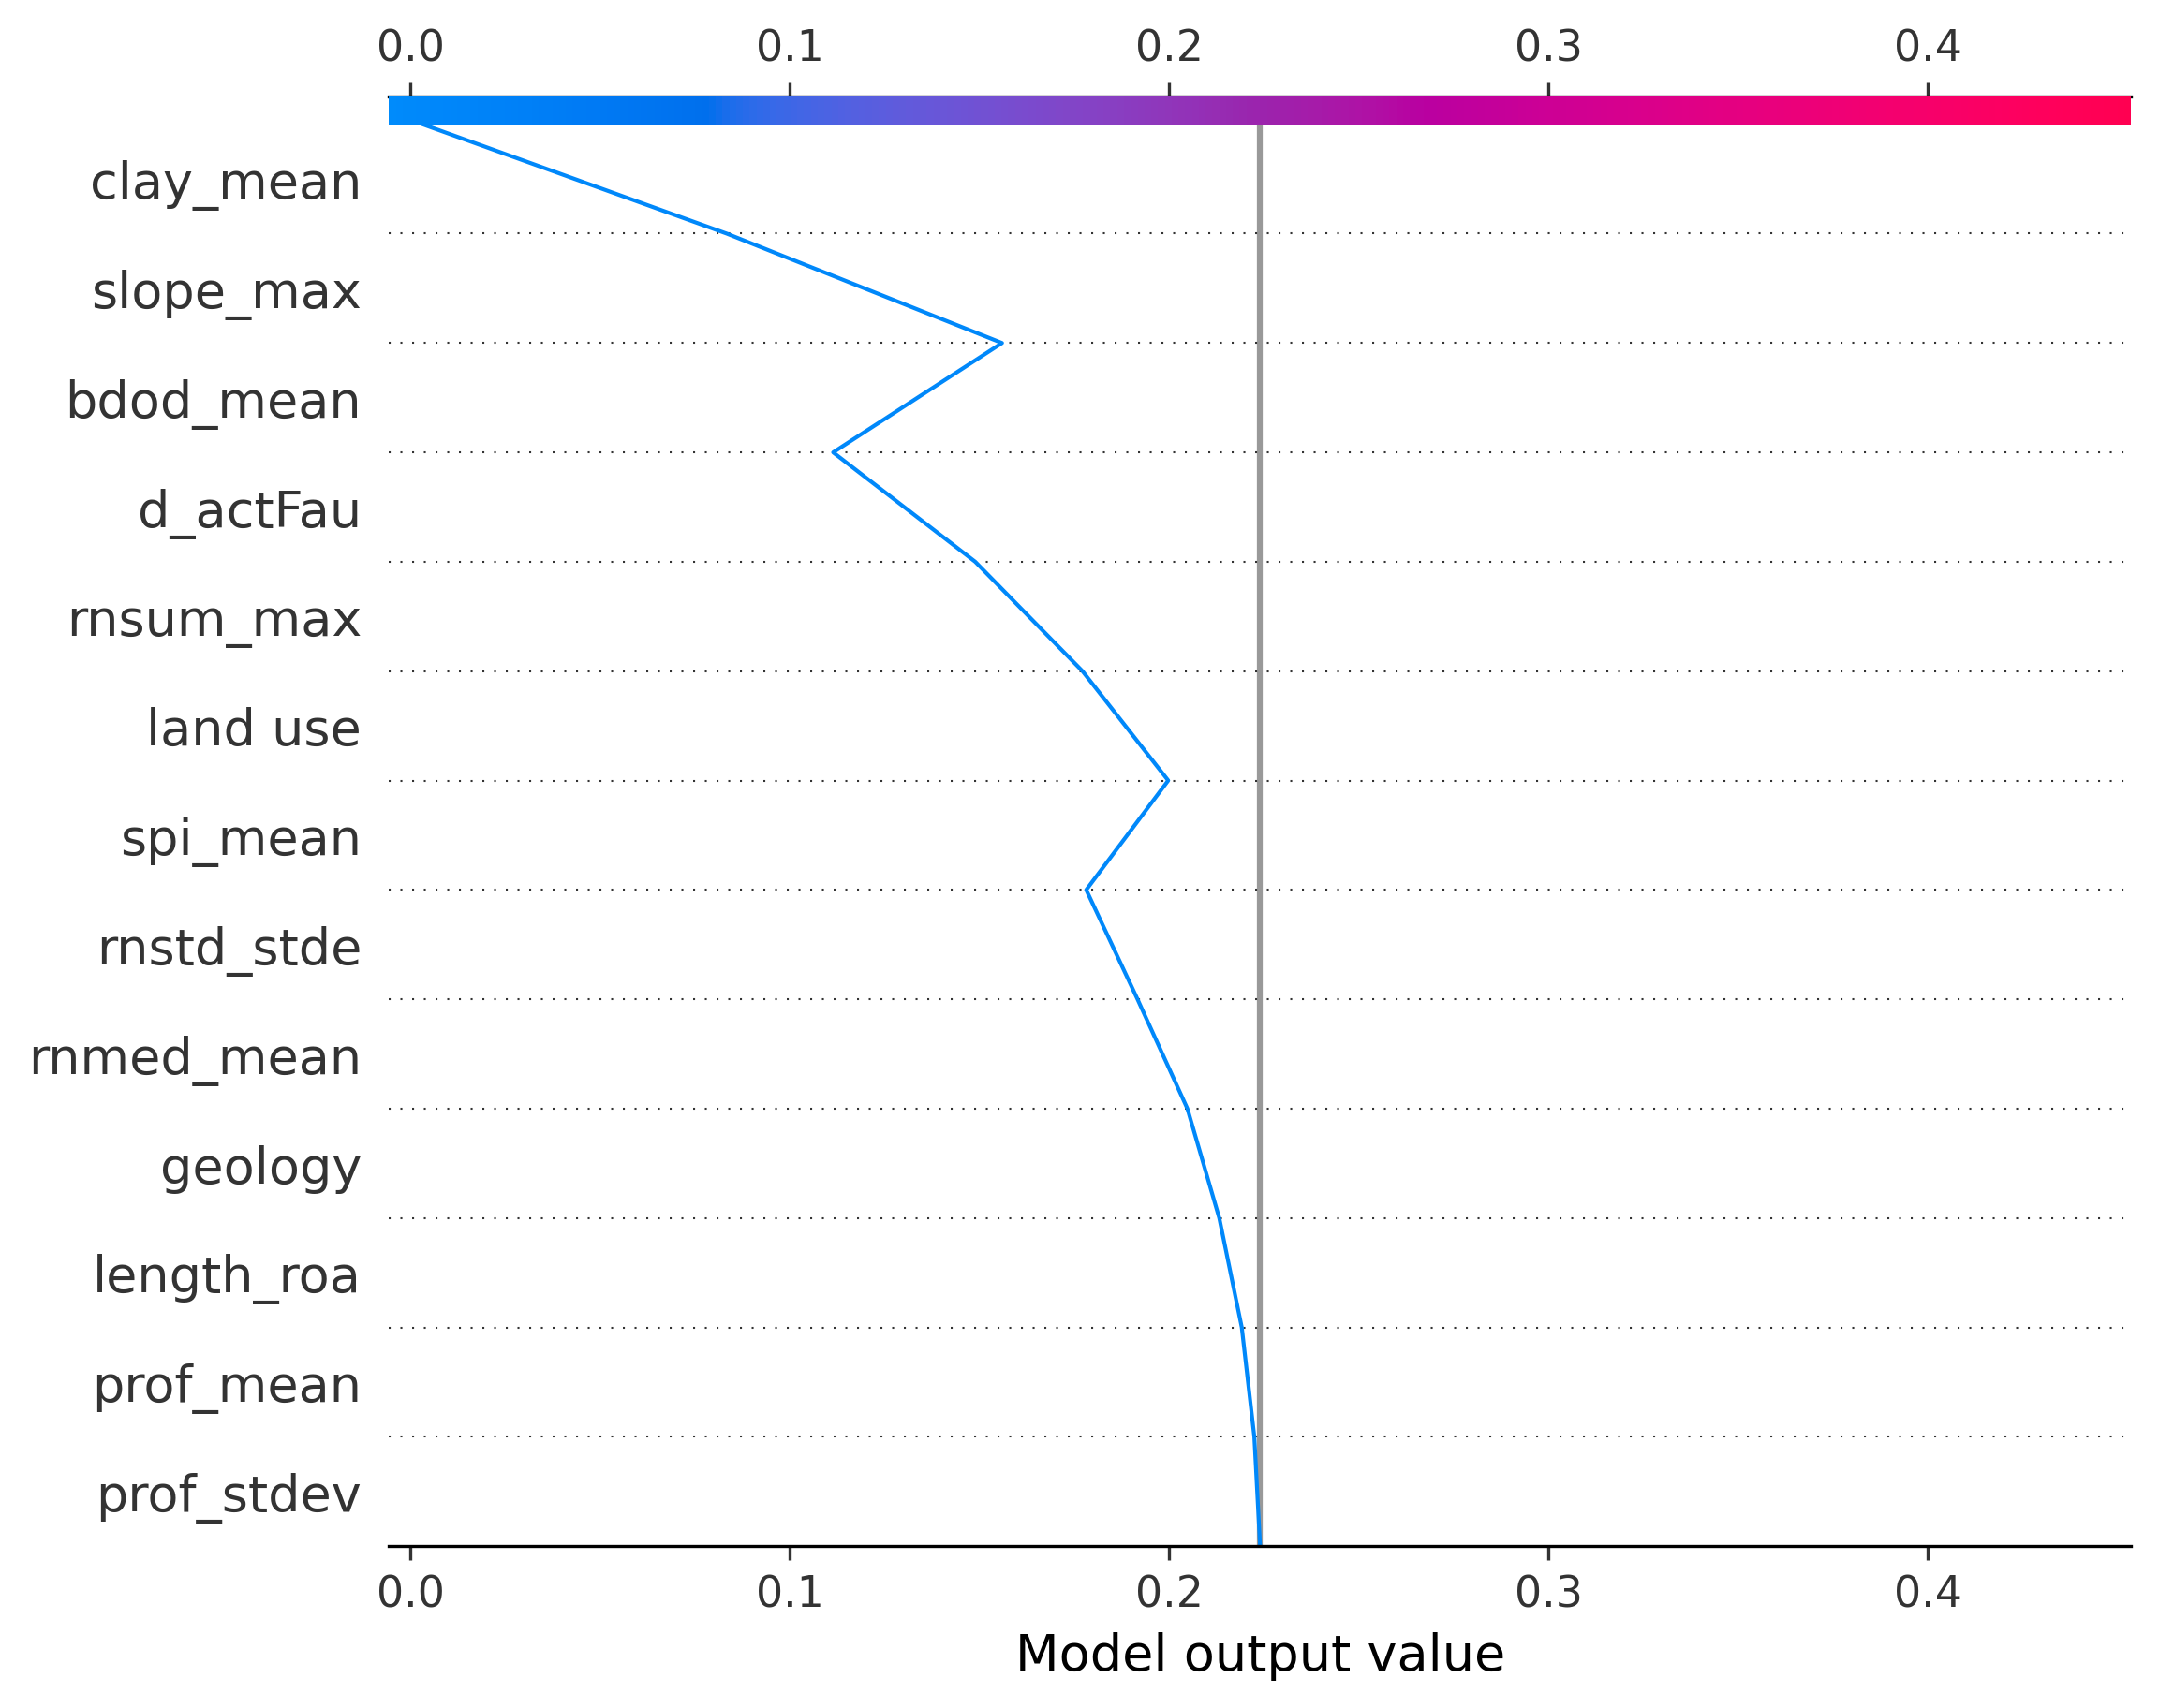 0.0 0.1 0.2 0.3 0.4
clay_mean
slope_max
bdod_mean
d_actFau
rnsum_max
land use
spi_mean
rnstd_stde
rnmed_mean
geology
length_roa
prof_mean
prof_stdev
0.0 0.1 0.2 0.3 0.4
Model output value